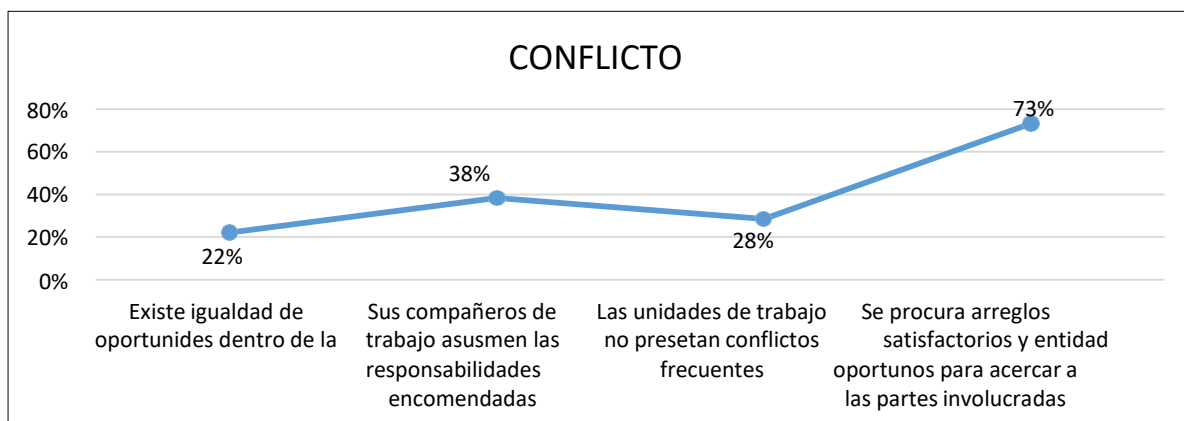 CONFLICTO
80%
60%
40%
20%
0%
22%
38%
28%
73%
Existe igualdad de
oportunides dentro de la
Sus compañeros de
trabajo asusmen las
responsabilidades
encomendadas
Las unidades de trabajo
no presetan conflictos
frecuentes
Se procura arreglos
satisfactorios y entidad
oportunos para acercar a
las partes involucradas